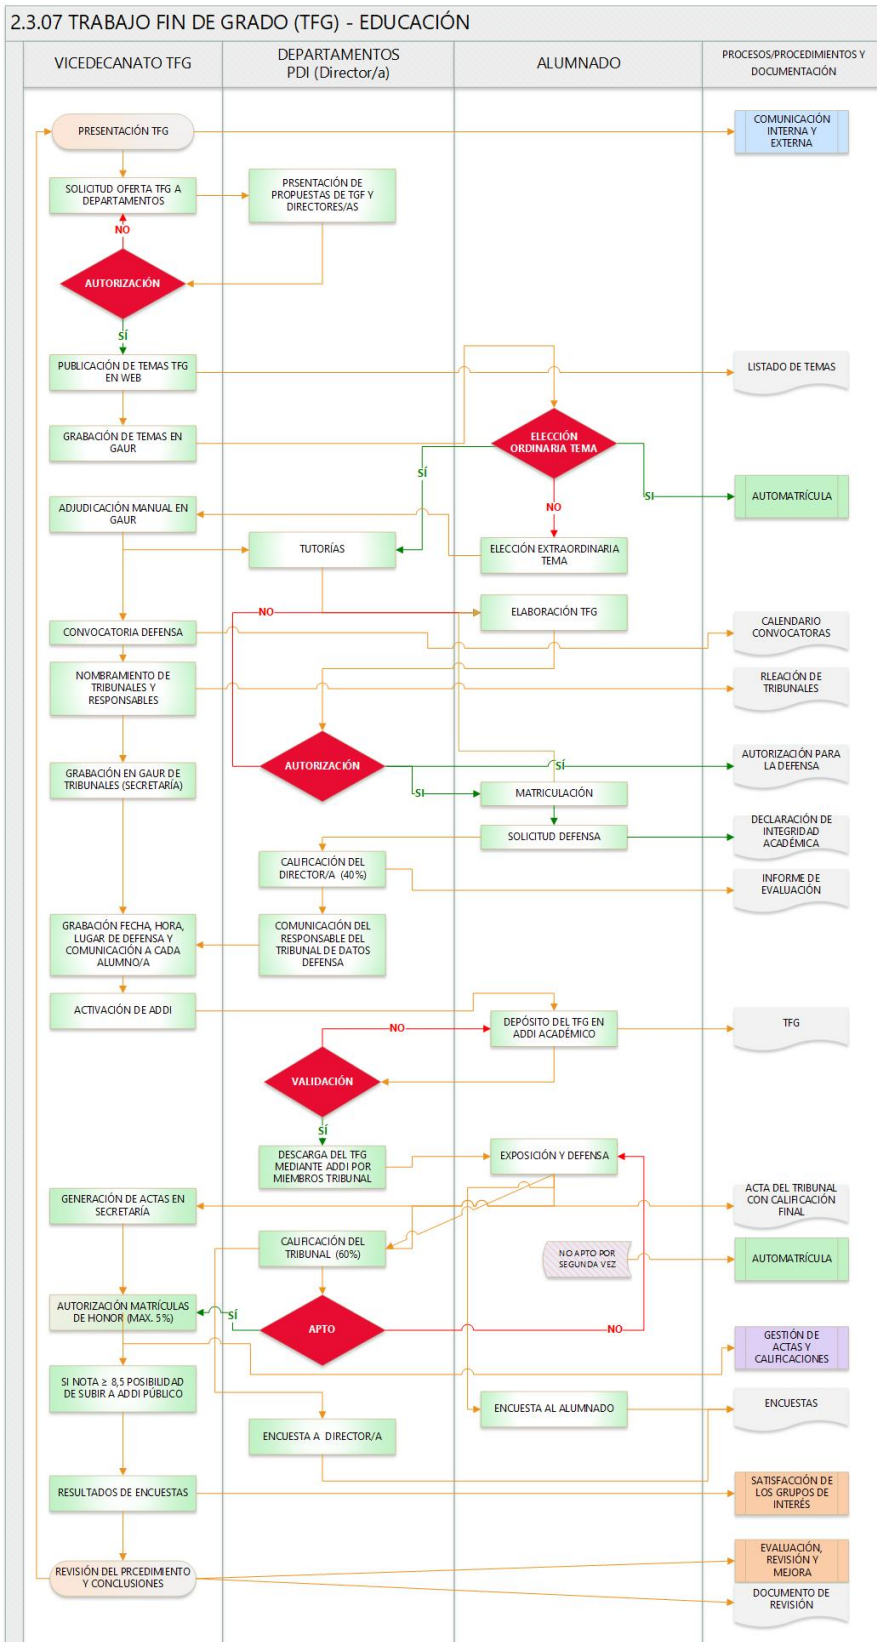 2.3.07 TRABAJO FIN DE GRADO (TFG) - EDUCACIÓN
VICEDECANATO TFG
DEPARTAMENTOS
PDI (Director/a)
ALUMNADO
PROCESOS/PROCEDIMIENTOS Y
DOCUMENTACIÓN
PRESENTACIÓN TFG
COMUNICACIÓN
INTERNA Y
EXTERNA
SOLICITUD OFERTA TFG A
DEPARTAMENTOS
PRSENTACIÓN DE
PROPUESTAS DE TGF Y
DIRECTORES/AS
NO
AUTORIZACIÓN
SÍ
PUBLICACIÓN DE TEMAS TFG
EN WEB
LISTADO DE TEMAS
GRABACIÓN DE TEMAS EN
GAUR
ELECCIÓN
ORDINARIA TEMA
SÍ
SI
NO
AUTOMATRÍCULA
ADJUDICACIÓN MANUAL EN
GAUR
TUTORÍAS
ELECCIÓN EXTRAORDINARIA
TEMA
NO
ELABORACIÓN TFG
CONVOCATORIA DEFENSA
CALENDARIO
CONVOCATORAS
NOMBRAMIENTO DE
TRIBUNALES Y
RESPONSABLES
RLEACIÓN DE
TRIBUNALES
GRABACIÓN EN GAUR DE
TRIBUNALES (SECRETARÍA)
AUTORIZACIÓN
SÍ
AUTORIZACIÓN PARA
LA DEFENSA
SI
MATRICULACIÓN
SOLICITUD DEFENSA
DECLARACIÓN DE
INTEGRIDAD
ACADÉMICA
CALIFICACIÓN DEL
DIRECTOR/A (40%)
INFORME DE
EVALUACIÓN
GRABACIÓN FECHA, HORA,
LUGAR DE DEFENSA Y
COMUNICACIÓN A CADA
ALUMNO/A
COMUNICACIÓN DEL
RESPONSABLE DEL
TRIBUNAL DE DATOS
DEFENSA
ACTIVACIÓN DE ADDI
NO
DEPÓSITO DEL TFG EN
ADDI ACADÉMICO
TFG
VALIDACIÓN
SÍ
DESCARGA DEL TFG
MEDIANTE ADDI POR
MIEMBROS TRIBUNAL
EXPOSICIÓN Y DEFENSA
GENERACIÓN DE ACTAS EN
SECRETARÍA
ACTA DEL TRIBUNAL
CON CALIFICACIÓN
FINAL
CALIFICACIÓN DEL
TRIBUNAL (60%)
NO APTO POR
SEGUNDA VEZ
AUTOMATRÍCULA
AUTORIZACIÓN MATRÍCULAS
DE HONOR (MAX. 5%)
SÍ
APTO
NO
GESTIÓN DE
ACTAS Y
CALIFICACIONES
SI NOTA ≥ 8,5 POSIBILIDAD
DE SUBIR A ADDI PÚBLICO
ENCUESTA A DIRECTOR/A
ENCUESTA AL ALUMNADO
ENCUESTAS
RESULTADOS DE ENCUESTAS
SATISFACCIÓN DE
LOS GRUPOS DE
INTERÉS
REVISIÓN DEL PRCEDIMIENTO
Y CONCLUSIONES
EVALUACIÓN,
REVISIÓN Y
MEJORA
DOCUMENTO DE
REVISIÓN